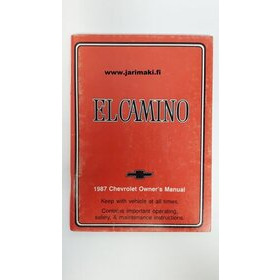 www.jarimaki.fi
EL CAMINO
1987 Chevrolet Owner's Manual
Keep with vehicle at all times.
Contains important operating,
safety, & maintenance instructions.